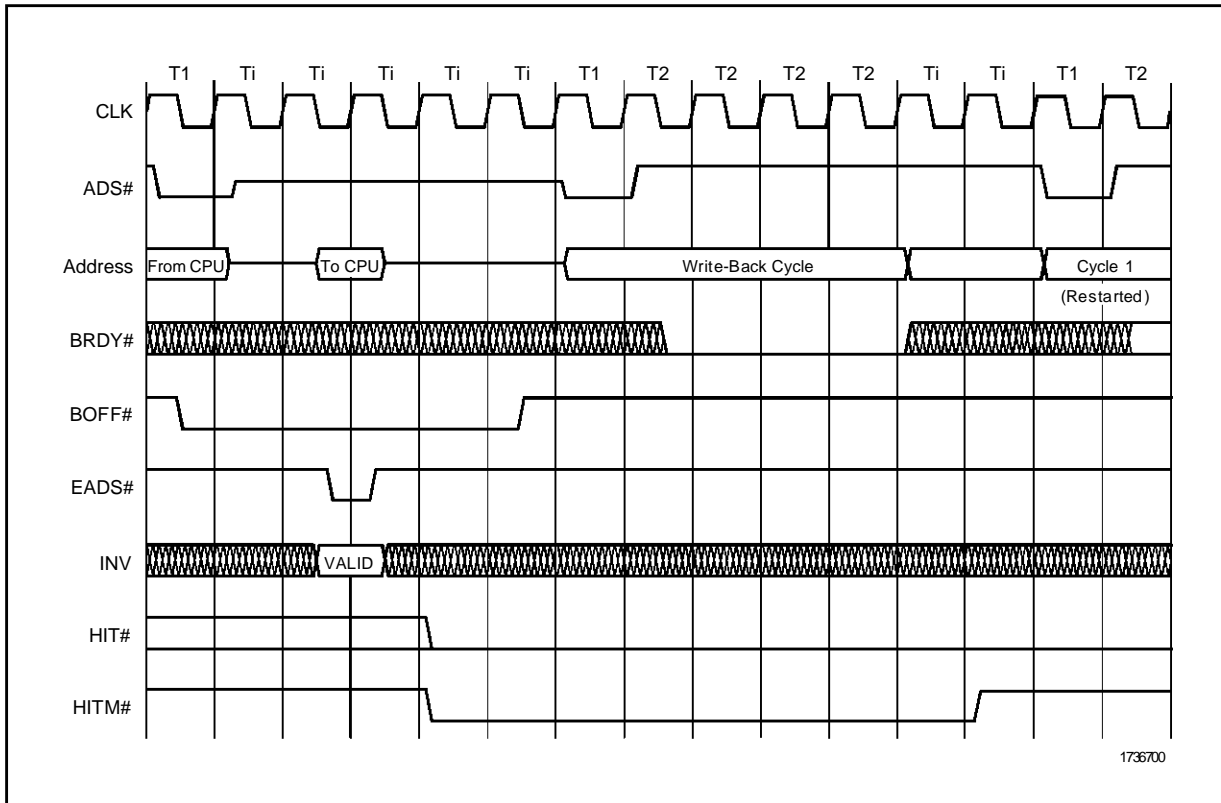 T1 Ti Ti Ti Ti Ti T1 T2 T2 T2 T2 Ti Ti T1 T2
CLK
ADS#
Address From CPU To CPU Write-Back Cycle Cycle 1
(Restarted)
BRDY#
BOFF#
EADS#
INV VALID
HIT#
HITM#
1736700